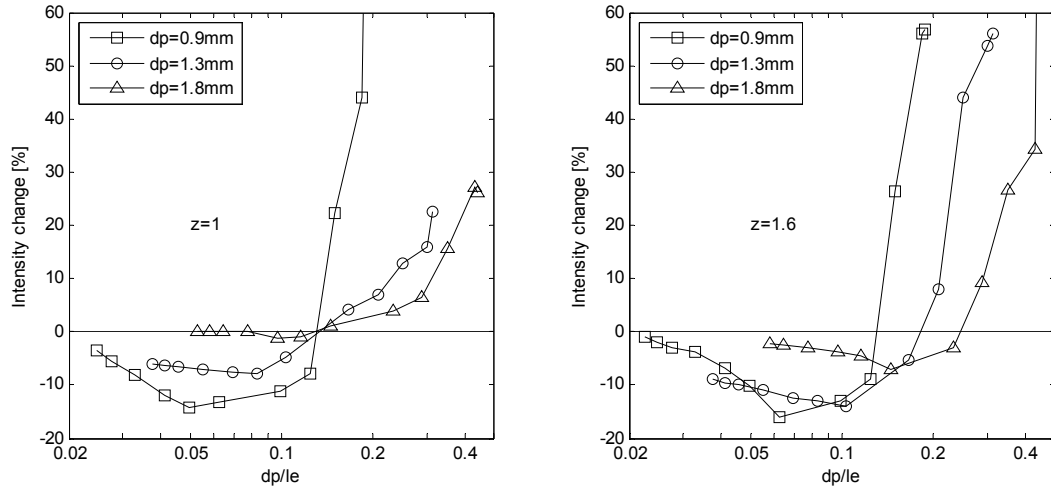 60
50
40
30
20
10
0
-10
-20
Intensity change [%]
dp=0.9mm
dp=1.3mm
dp=1.8mm
z=1
0.02 0.05 0.1 0.2 0.4
dp/le
60
50
40
30
20
10
0
-10
-20
Intensity change [%]
dp=0.9mm
dp=1.3mm
dp=1.8mm
z=1.6
0.02 0.05 0.1 0.2 0.4
dp/le